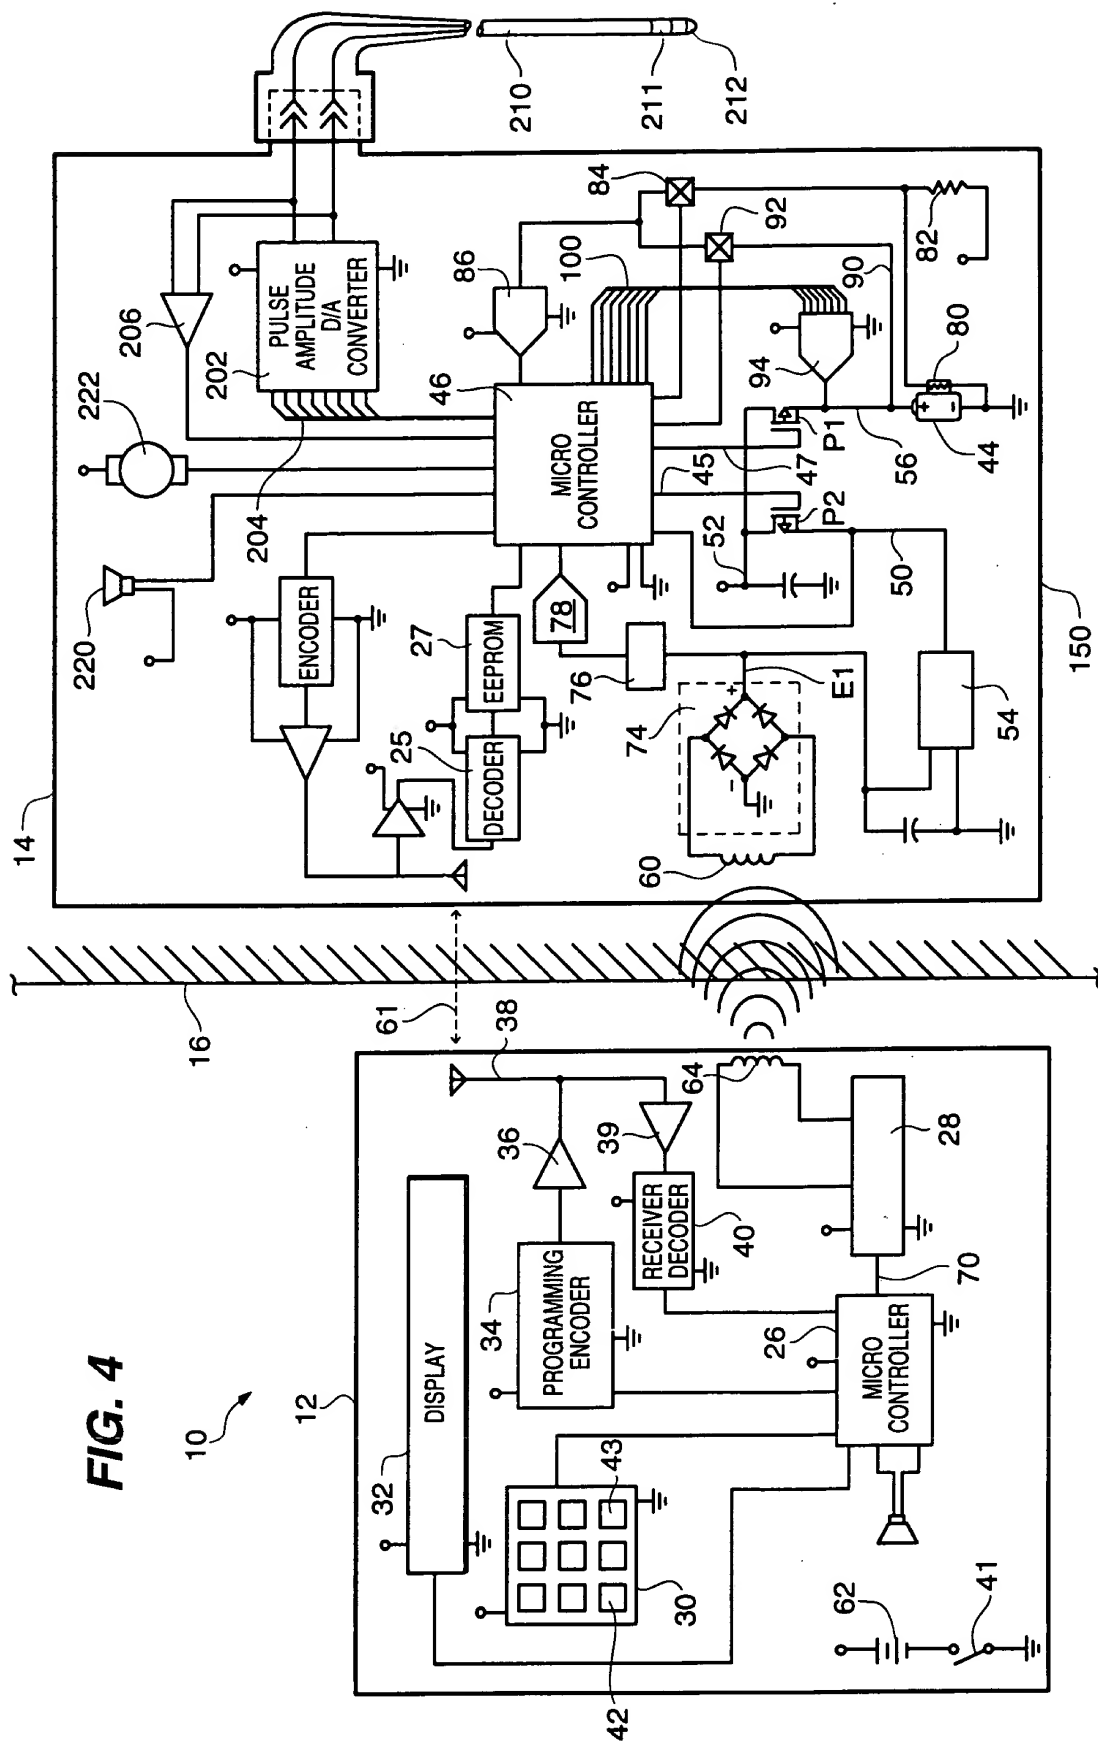 FIG. 4
10
12
32
DISPLAY
34
PROGRAMMING
ENCODER
36
38
39
RECEIVER
DECODER
40
42
43
30
26
MICRO
CONTROLLER
70
28
64
62
41
16
61
14
220
222
206
202
PULSE
AMPLITUDE
D/A
CONVERTER
204
210
211
212
ENCODER
25
DECODER
27
EEPROM
46
MICRO
CONTROLLER
86
84
92
100
78
76
74
+
-
E1
60
52
45
47
P2
P1
94
90
82
80
+
-
44
56
50
54
150